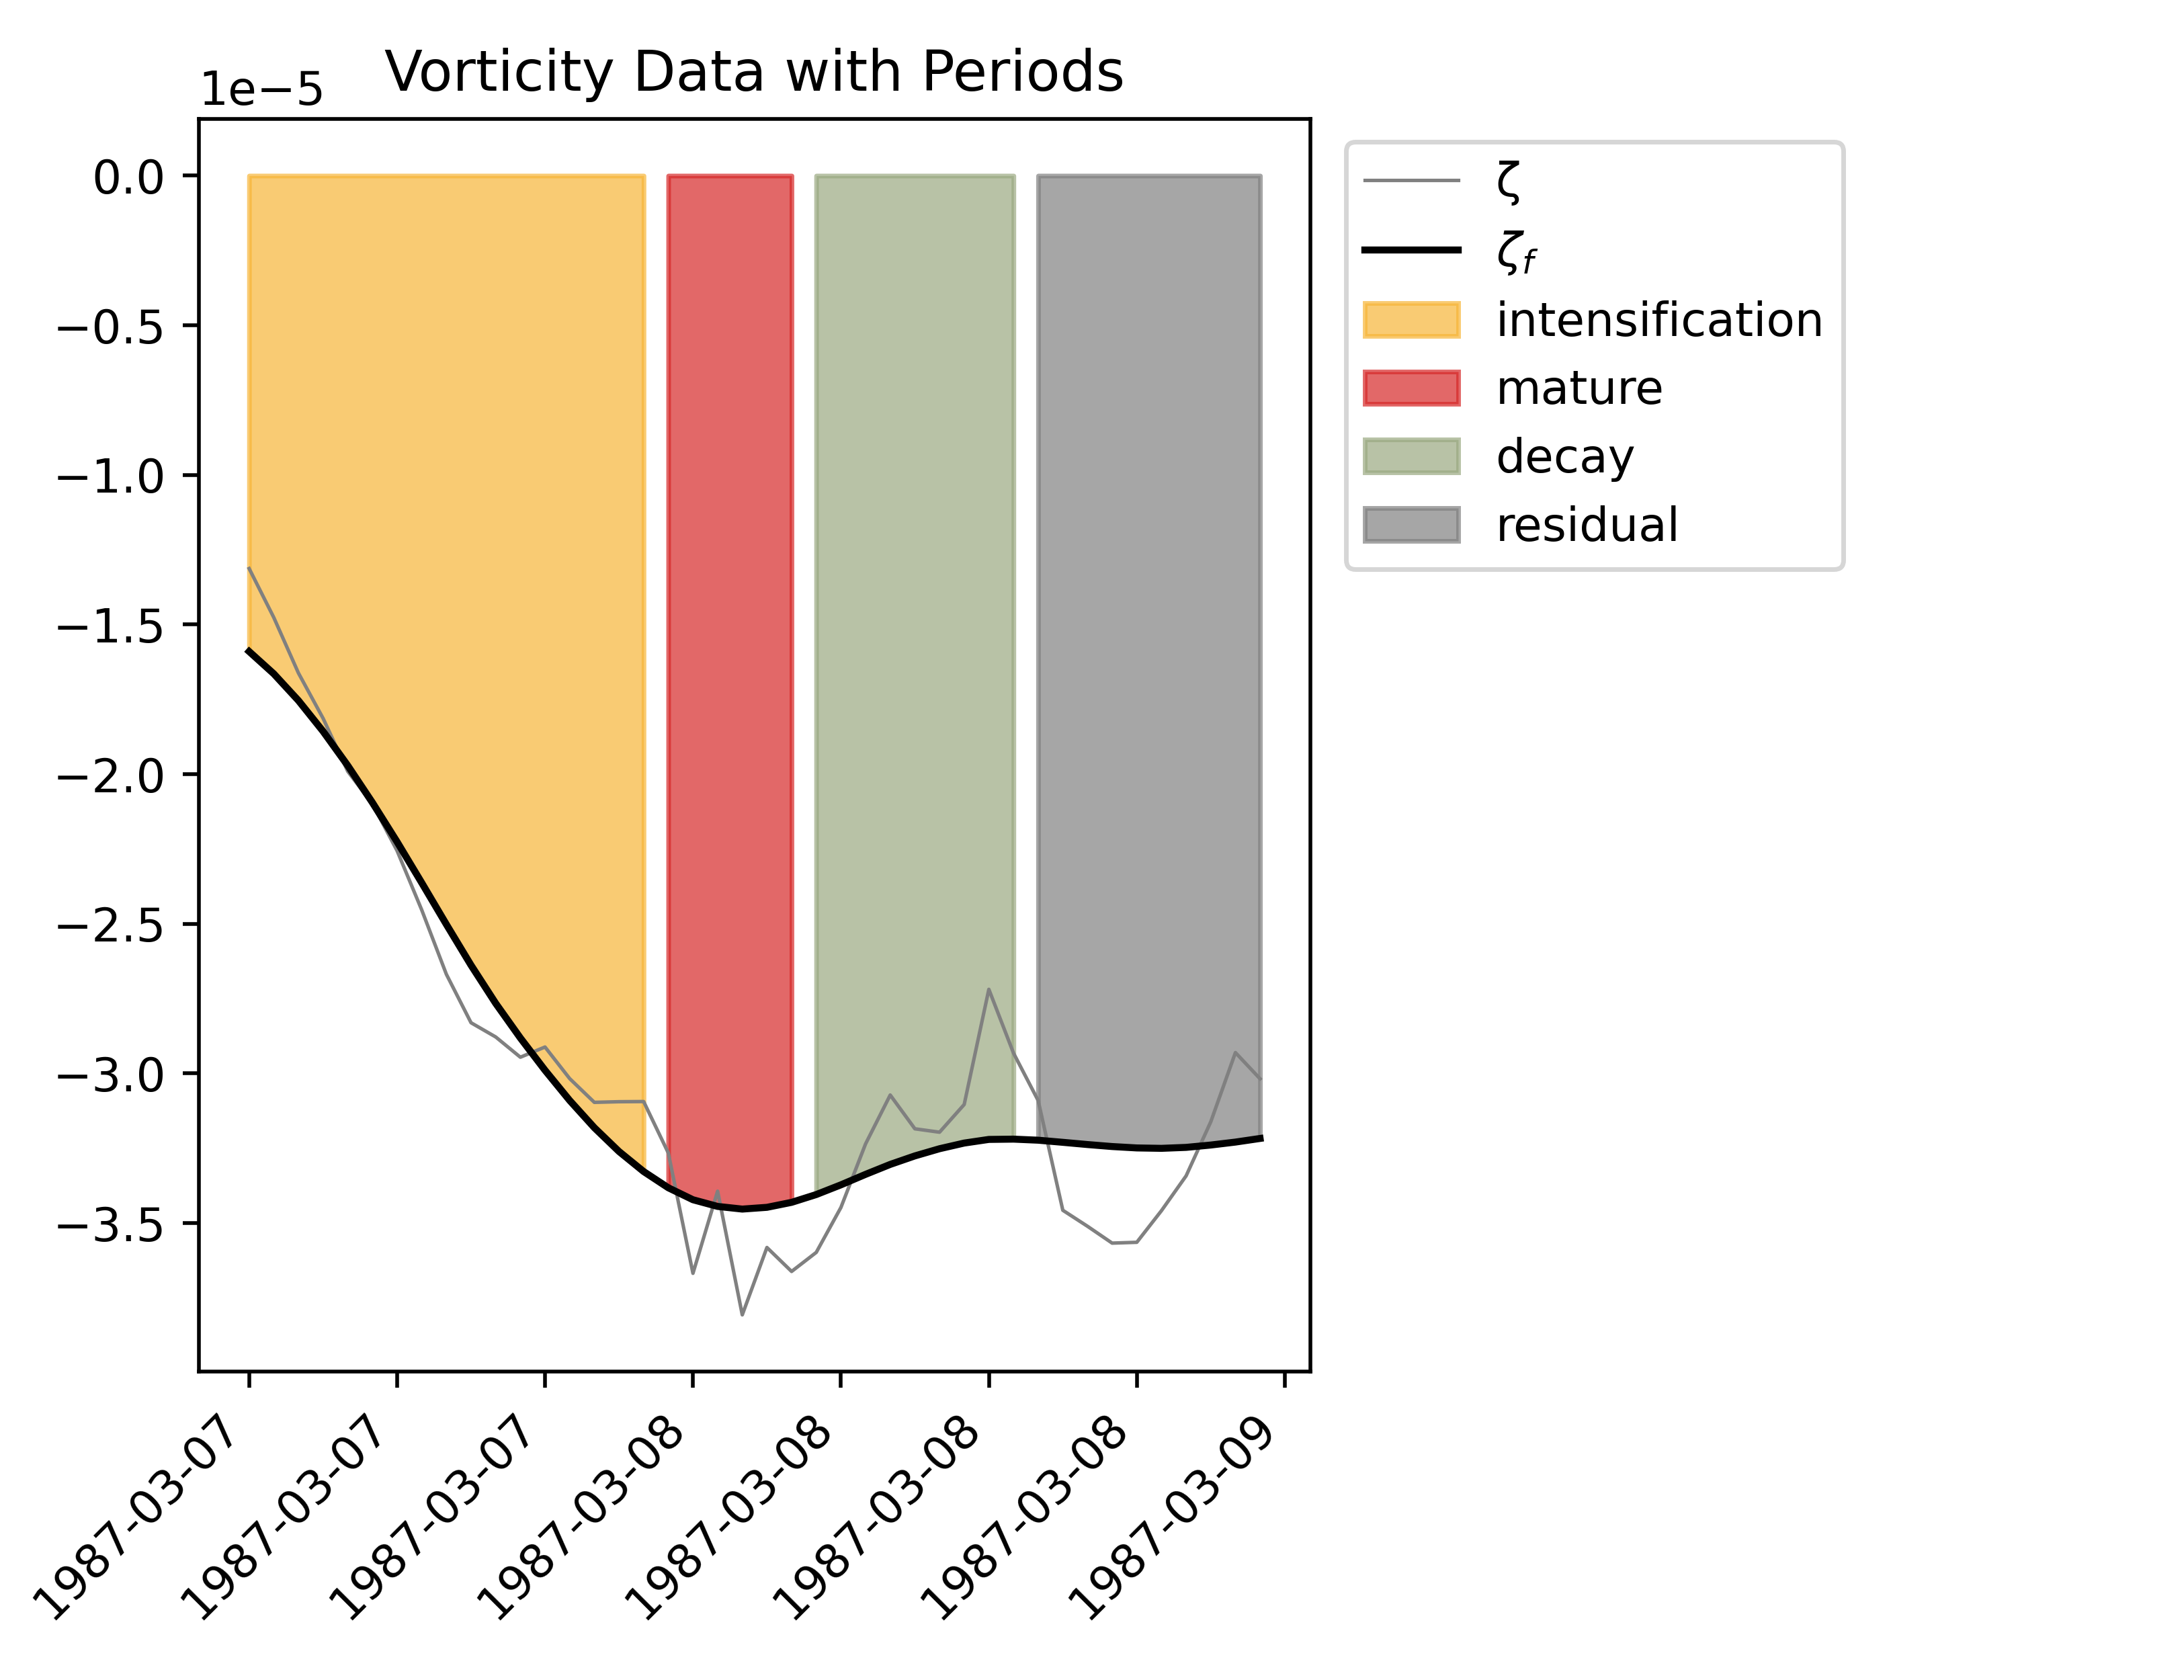 Vorticity Data with Periods
1e−5
0.0
−0.5
−1.0
−1.5
−2.0
−2.5
−3.0
−3.5
1987-03-07
1987-03-07
1987-03-07
1987-03-08
1987-03-08
1987-03-08
1987-03-08
1987-03-09
ζ
ζf
intensification
mature
decay
residual